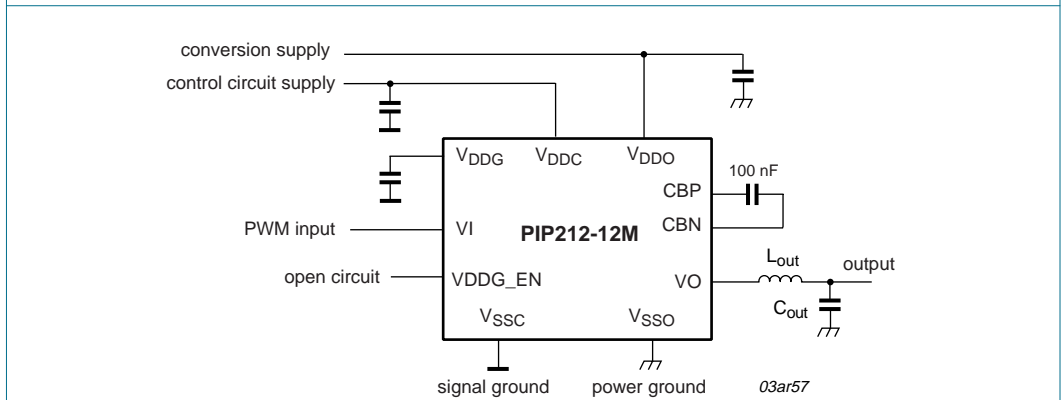 conversion supply
control circuit supply
VDDG VDDC VDDO
100 nF
CBP
CBN
PWM input
VI
PIP212-12M
open circuit
VDDG_EN
VO
Lout
output
Cout
VSSC VSSO
signal ground
power ground
03ar57